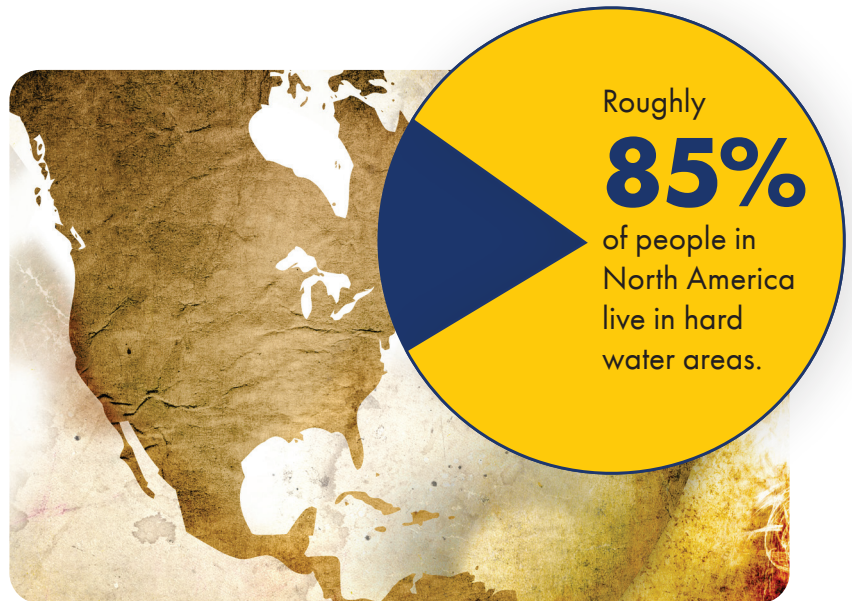 Roughly
85%
of people in
North America
live in hard
water areas.